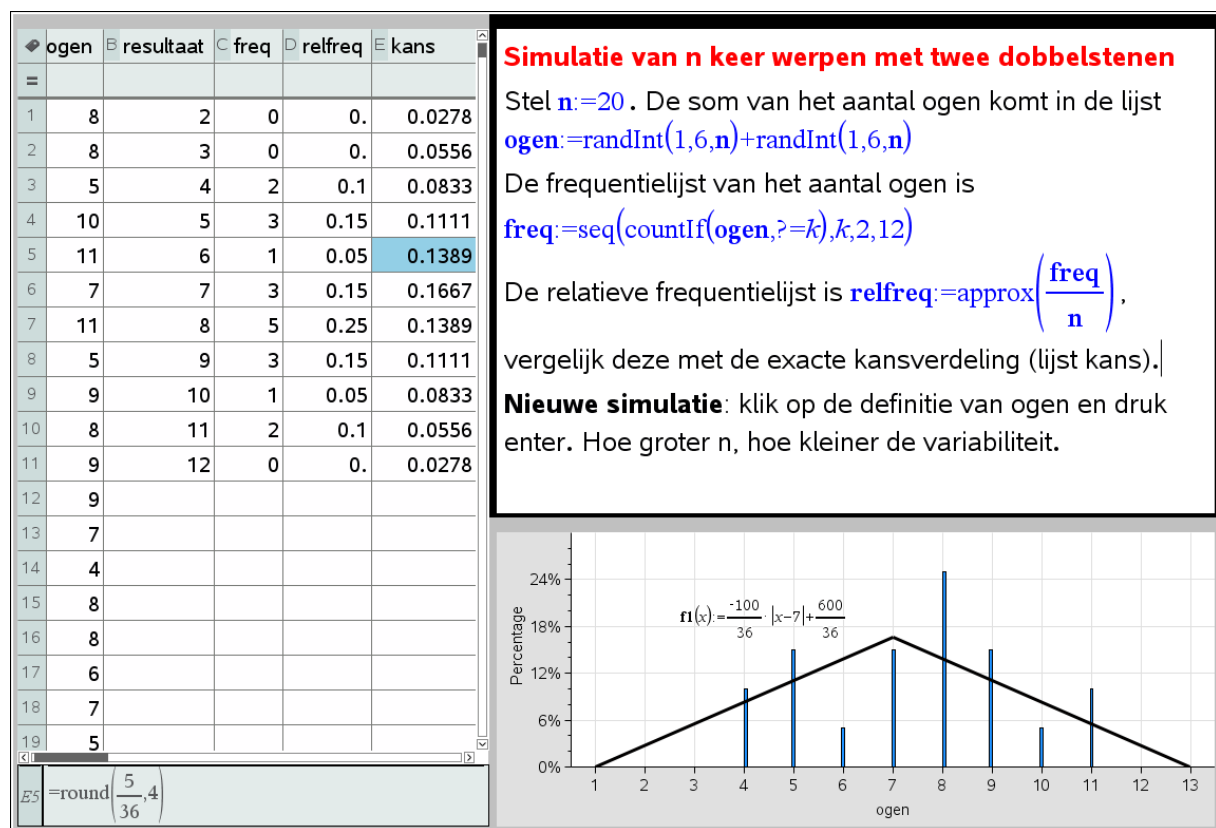 ogen B resultaat C freq D relfreq E kans
=
1 8 2 0 0. 0.0278
2 8 3 0 0. 0.0556
3 5 4 2 0.1 0.0833
4 10 5 3 0.15 0.1111
5 11 6 1 0.05 0.1389
6 7 7 3 0.15 0.1667
7 11 8 5 0.25 0.1389
8 5 9 3 0.15 0.1111
9 9 10 1 0.05 0.0833
10 8 11 2 0.1 0.0556
11 9 12 0 0. 0.0278
12 9
13 7
14 4
15 8
16 8
17 6
18 7
19 5
E5 =round(5/36,4)
Simulatie van n keer werpen met twee dobbelstenen
Stel n:=20 . De som van het aantal ogen komt in de lijst
ogen:=randInt(1,6,n)+randInt(1,6,n)
De frequentielijst van het aantal ogen is
freq:=seq(countIf(ogen,?=k),k,2,12)
De relatieve frequentielijst is relfreq:=approx(freq/n) ,
vergelijk deze met de exacte kansverdeling (lijst kans).
Nieuwe simulatie: klik op de definitie van ogen en druk
enter. Hoe groter n, hoe kleiner de variabiliteit.
24%
18%
12%
6%
0%
Percentage
f1(x):=-100/36·|x-7|+600/36
1 2 3 4 5 6 7 8 9 10 11 12 13
ogen